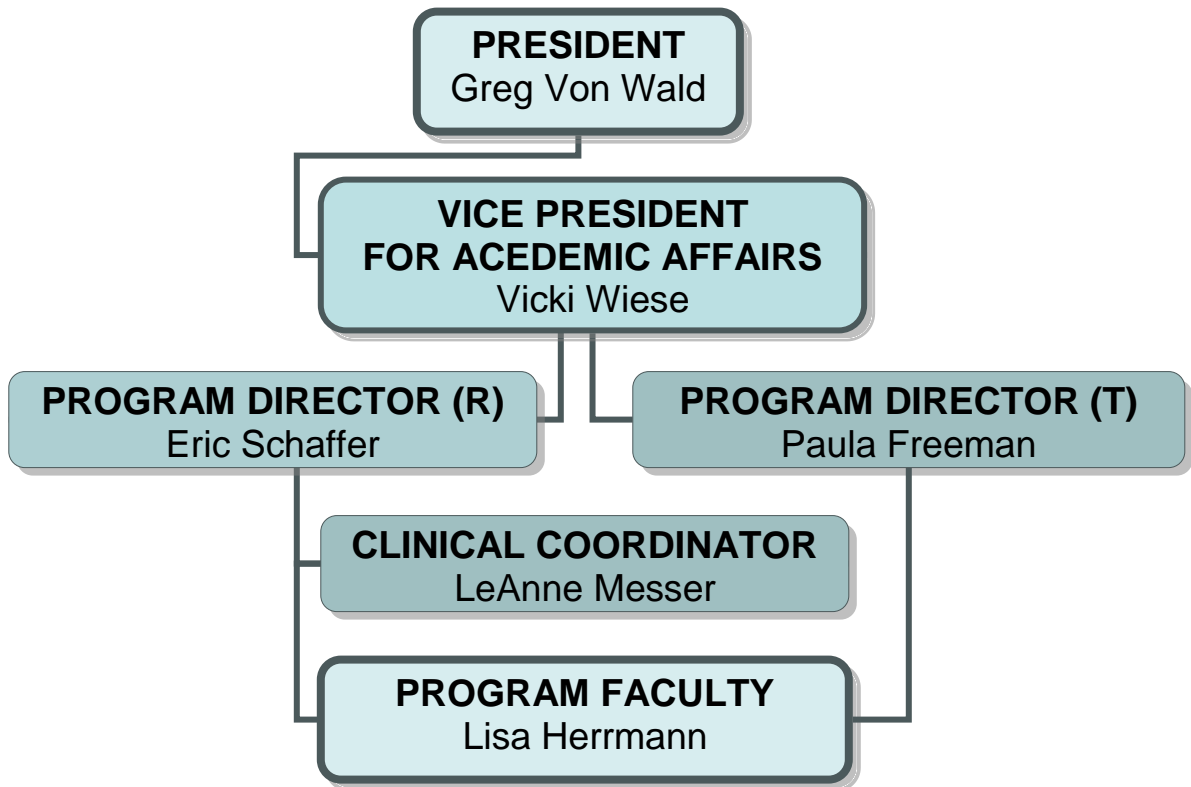 PRESIDENT
Greg Von Wald
VICE PRESIDENT
FOR ACEDEMIC AFFAIRS
Vicki Wiese
PROGRAM DIRECTOR (R)
Eric Schaffer
PROGRAM DIRECTOR (T)
Paula Freeman
CLINICAL COORDINATOR
LeAnne Messer
PROGRAM FACULTY
Lisa Herrmann